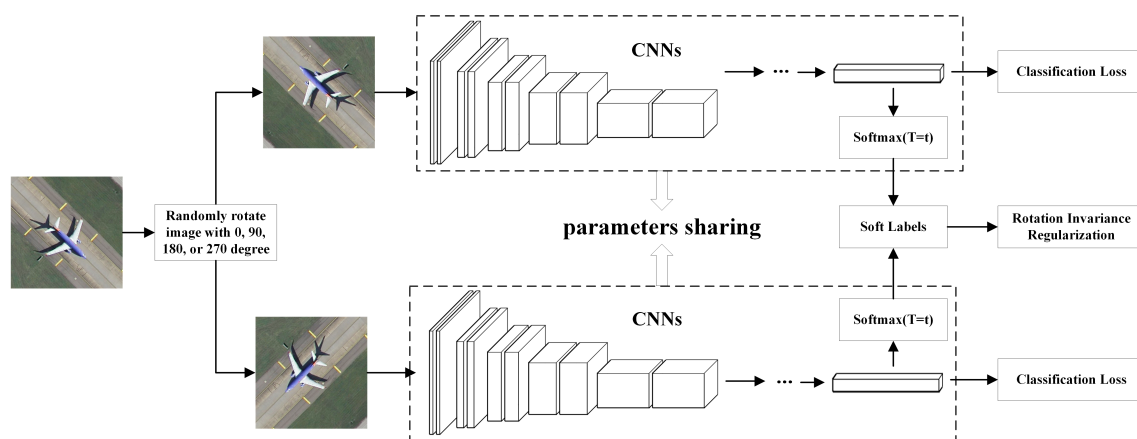 CNNs
...
Classification Loss
Softmax(T=t)
Randomly rotate
image with 0, 90,
180, or 270 degree
parameters sharing
Soft Labels
Rotation Invariance
Regularization
CNNs
Softmax(T=t)
...
Classification Loss